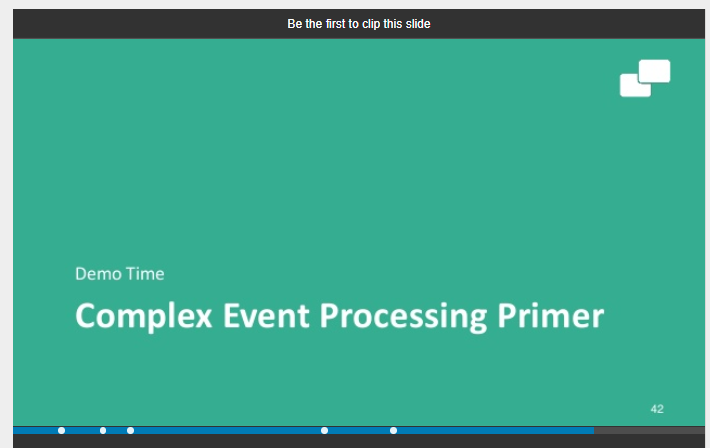 Be the first to clip this slide
Demo Time
Complex Event Processing Primer
42